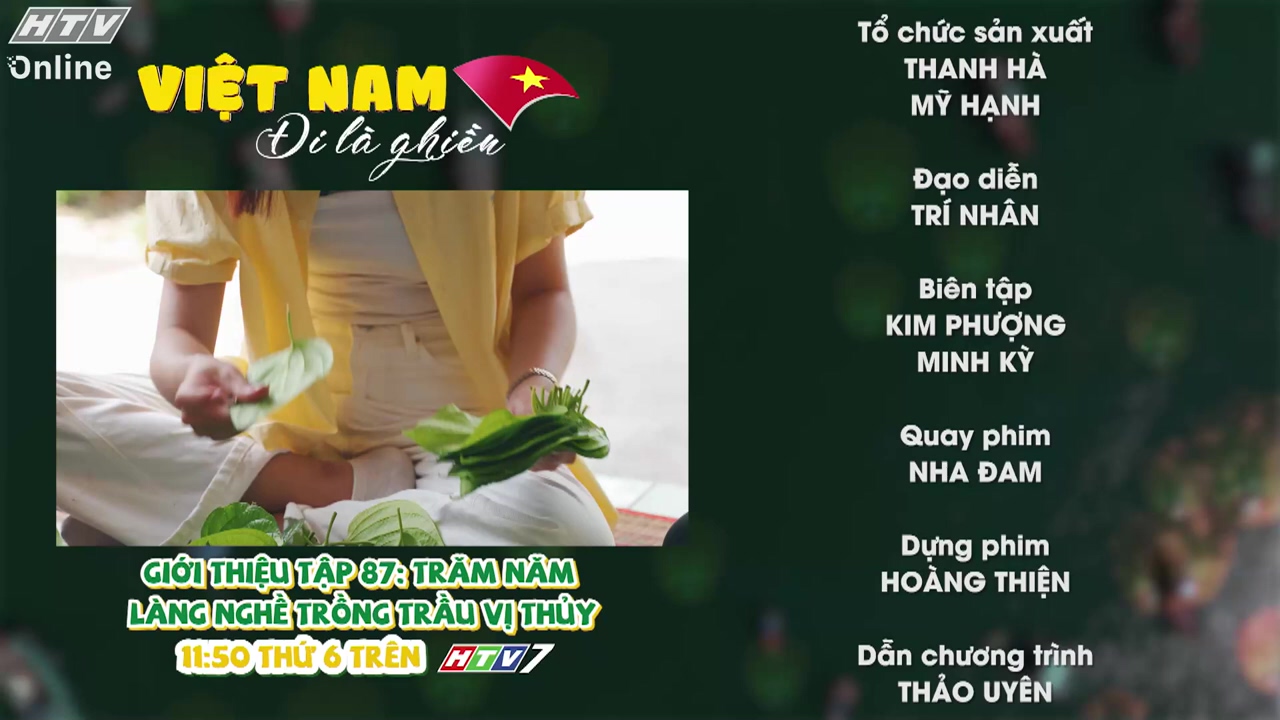 HTV
Online
VIỆT NAM
Đi là ghiền
GIỚI THIỆU TẬP 87: TRĂM NĂM
LÀNG NGHỀ TRỒNG TRẦU VỊ THỦY
11:50 THỨ 6 TRÊN HTV7
Tổ chức sản xuất
THANH HÀ
MỸ HẠNH
Đạo diễn
TRÍ NHÂN
Biên tập
KIM PHƯỢNG
MINH KỲ
Quay phim
NHA ĐAM
Dựng phim
HOÀNG THIỆN
Dẫn chương trình
THẢO UYÊN